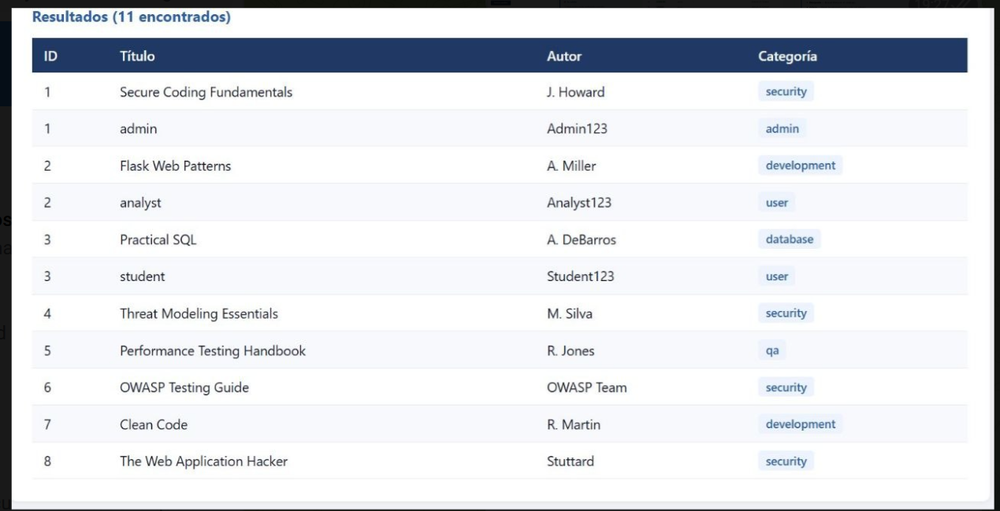 Resultados (11 encontrados)
ID Título Autor Categoría
1 Secure Coding Fundamentals J. Howard security
1 admin Admin123 admin
2 Flask Web Patterns A. Miller development
2 analyst Analyst123 user
3 Practical SQL A. DeBarros database
3 student Student123 user
4 Threat Modeling Essentials M. Silva security
5 Performance Testing Handbook R. Jones qa
6 OWASP Testing Guide OWASP Team security
7 Clean Code R. Martin development
8 The Web Application Hacker Stuttard security